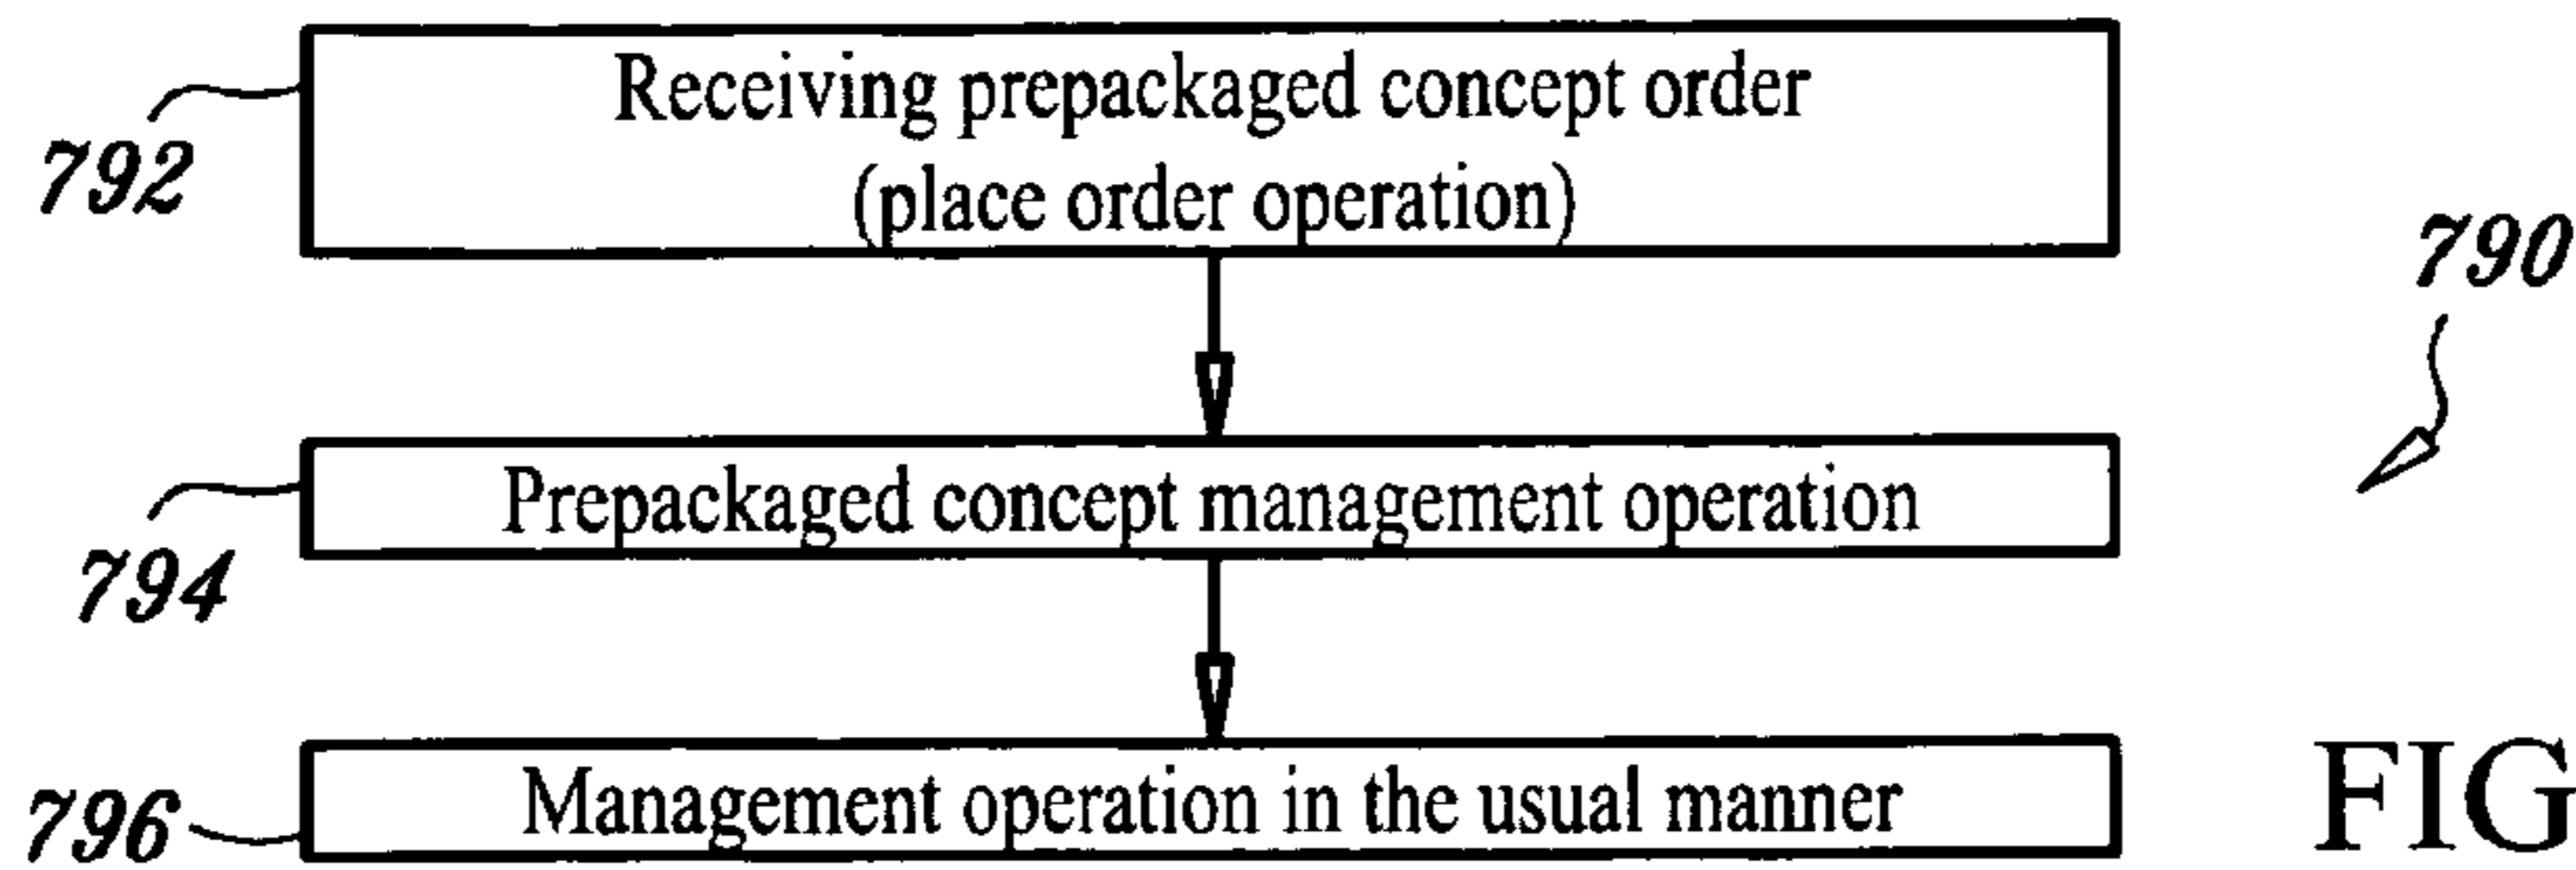 Receiving prepackaged concept order
792
(place order operation)
790
Prepackaged concept management operation
794
Management operation in the usual manner
796
FIG